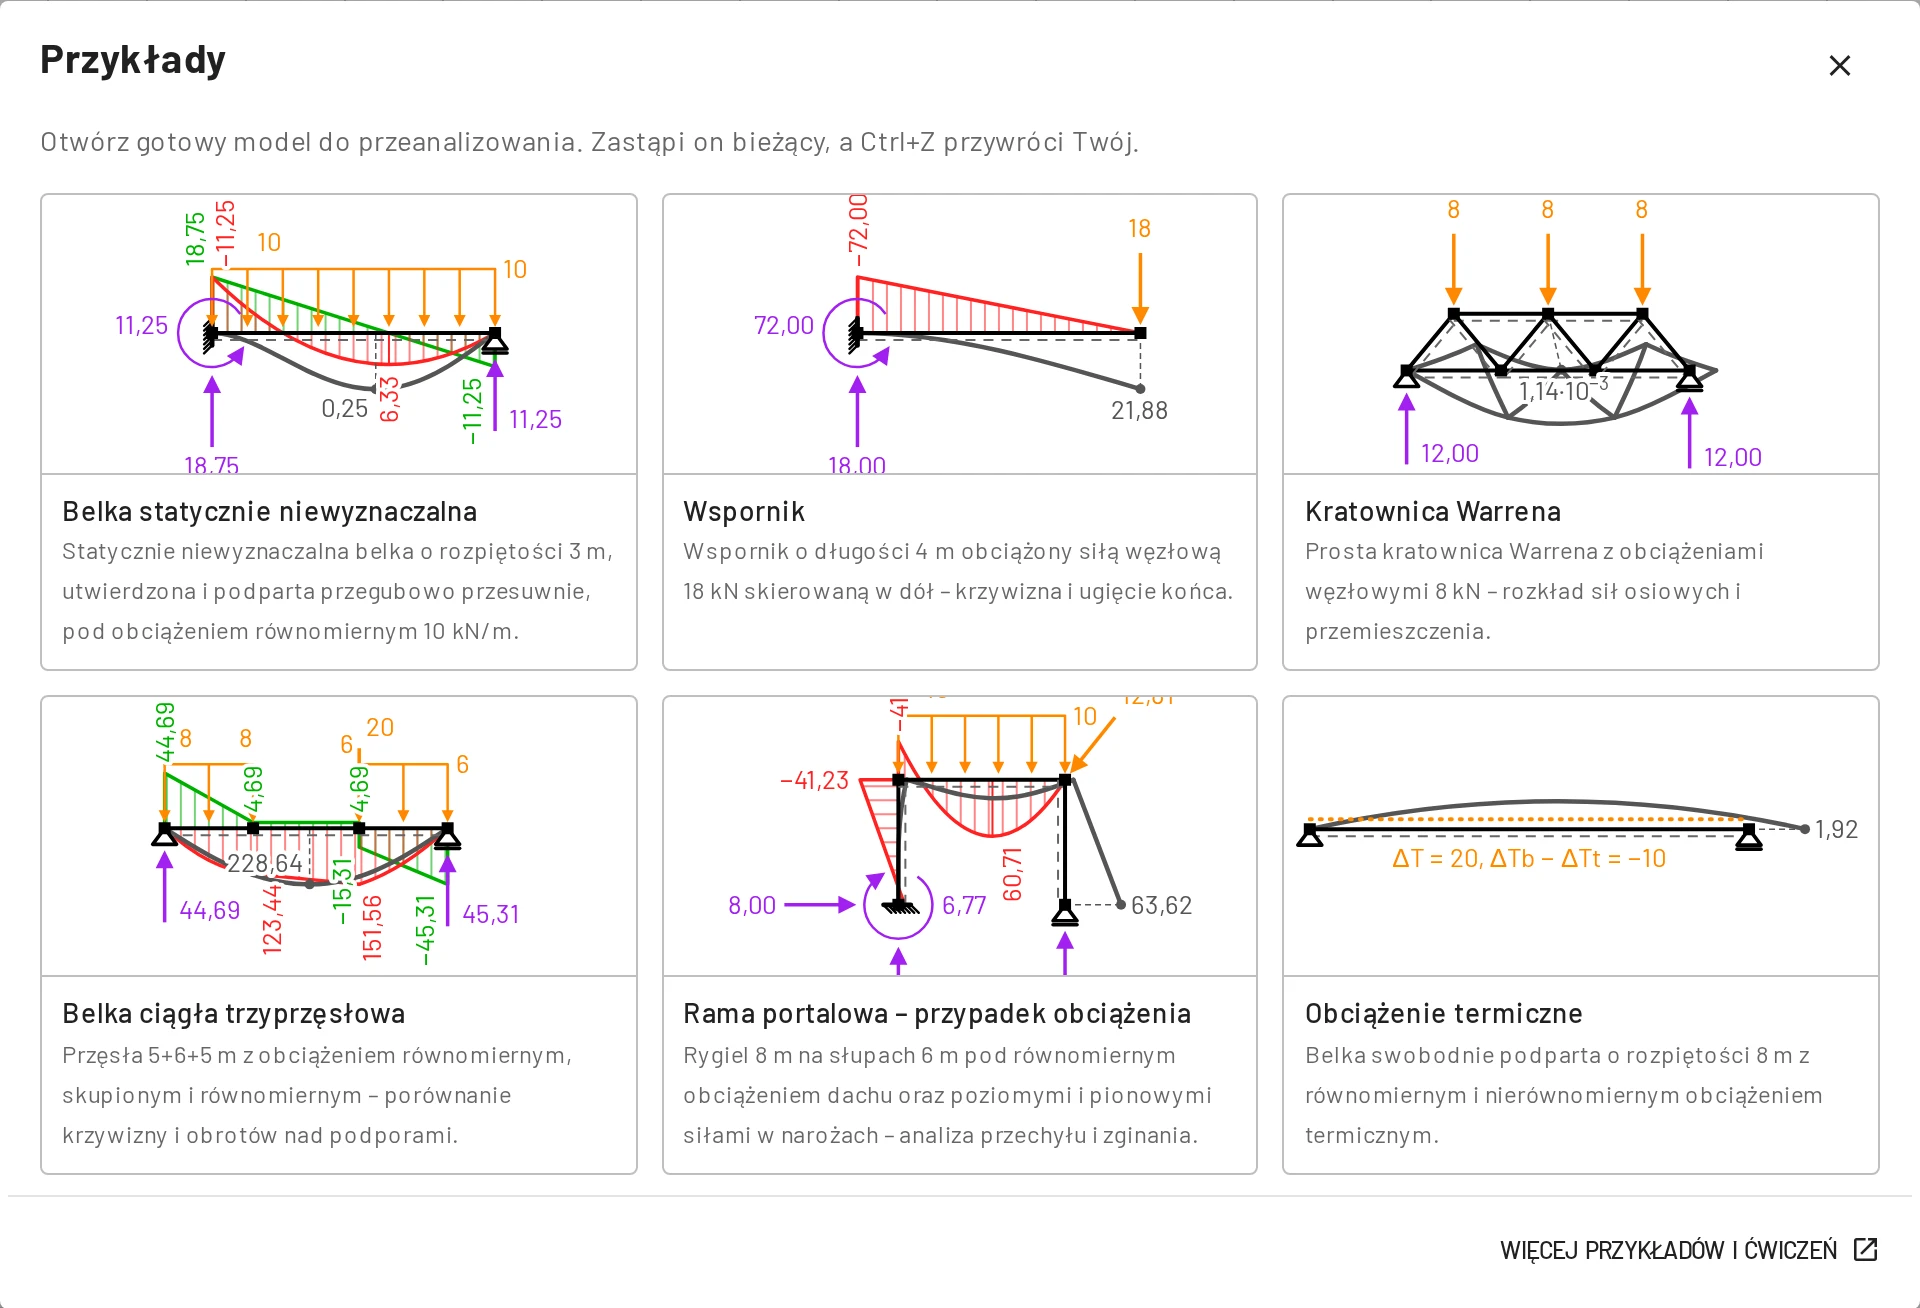 Przykłady
Otwórz gotowy model do przeanalizowania. Zastąpi on bieżący, a Ctrl+Z przywróci Twój.
18,75
−11,25
10
10
11,25
0,25
6,33
−11,25
11,25
18,75
Belka statycznie niewyznaczalna
Statycznie niewyznaczalna belka o rozpiętości 3 m,
utwierdzona i podparta przegubowo przesuwnie,
pod obciążeniem równomiernym 10 kN/m.
−72,00
18
72,00
21,88
18,00
Wspornik
Wspornik o długości 4 m obciążony siłą węzłową
18 kN skierowaną w dół – krzywizna i ugięcie końca.
8
8
8
1,14·10⁻³
12,00
12,00
Kratownica Warrena
Prosta kratownica Warrena z obciążeniami
węzłowymi 8 kN – rozkład sił osiowych i
przemieszczenia.
44,69
8
8
20
6
6
4,69
4,69
228,64
44,69
123,44
−15,31
151,56
−45,31
45,31
Belka ciągła trzyprzęsłowa
Przęsła 5+6+5 m z obciążeniem równomiernym,
skupionym i równomiernym – porównanie
krzywizny i obrotów nad podporami.
10
−41,23
60,71
8,00
6,77
63,62
Rama portalowa – przypadek obciążenia
Rygiel 8 m na słupach 6 m pod równomiernym
obciążeniem dachu oraz poziomymi i pionowymi
siłami w narożach – analiza przechyłu i zginania.
1,92
ΔT = 20, ΔTb − ΔTt = −10
Obciążenie termiczne
Belka swobodnie podparta o rozpiętości 8 m z
równomiernym i nierównomiernym obciążeniem
termicznym.
WIĘCEJ PRZYKŁADÓW I ĆWICZEŃ